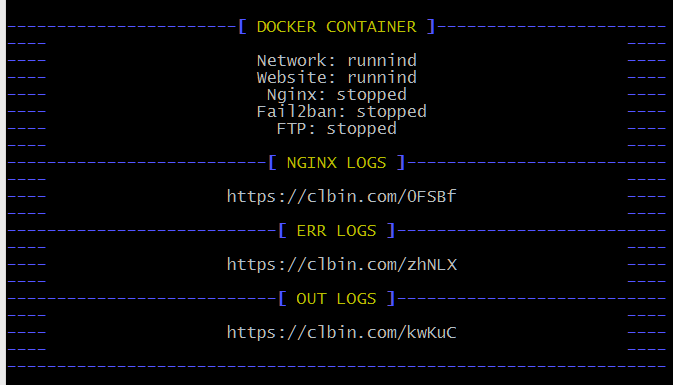 [ DOCKER CONTAINER ]
Network: runnind
Website: runnind
Nginx: stopped
Fail2ban: stopped
FTP: stopped
[ NGINX LOGS ]
https://clbin.com/OFSBf
[ ERR LOGS ]
https://clbin.com/zhNLX
[ OUT LOGS ]
https://clbin.com/kwKuC